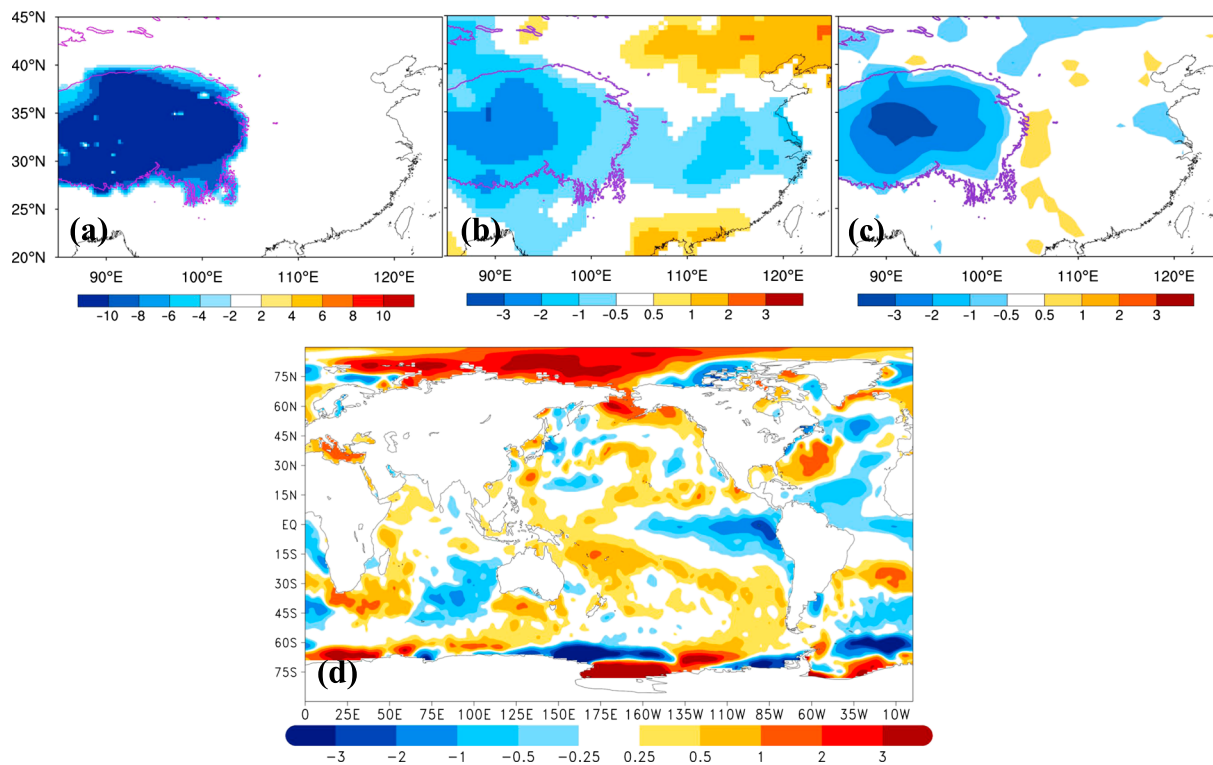 45°N
40°N
35°N
30°N
25°N
20°N
(a)
(b)
(c)
90°E 100°E 110°E 120°E
90°E 100°E 110°E 120°E
90°E 100°E 110°E 120°E
−10 −8 −6 −4 −2 2 4 6 8 10
−3 −2 −1 −0.5 0.5 1 2 3
−3 −2 −1 −0.5 0.5 1 2 3
75N
60N
45N
30N
15N
EQ
15S
30S
45S
60S
75S
(d)
0 25E 50E 75E 100E 125E 150E 175E 160W 135W 110W 85W 60W 35W 10W
−3 −2 −1 −0.5 −0.25 0.25 0.5 1 2 3